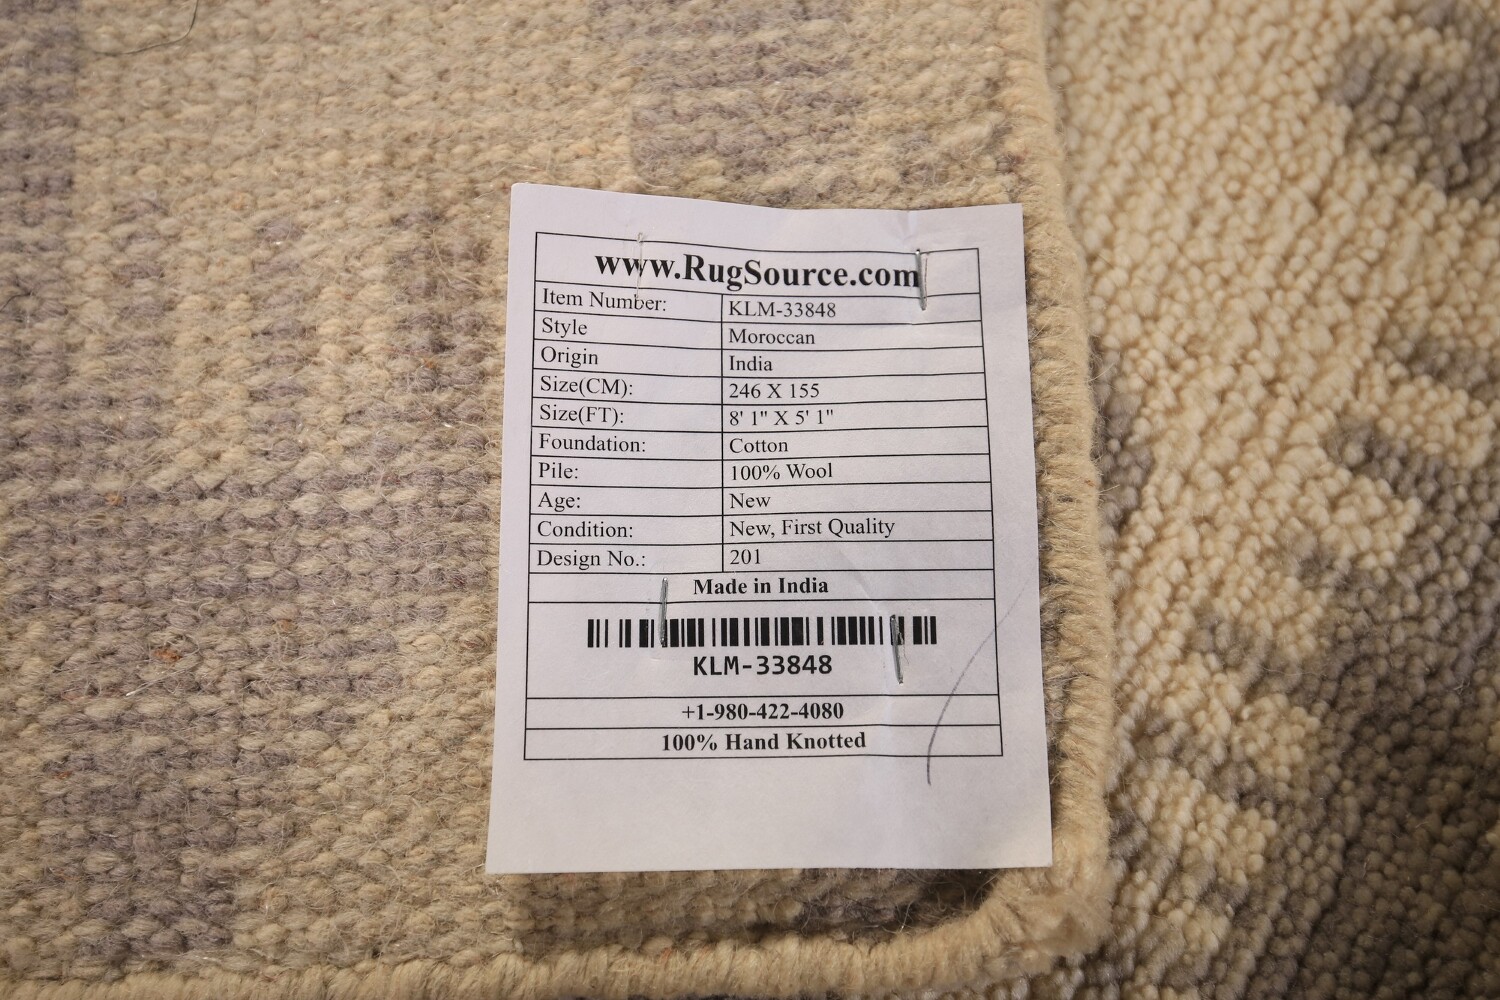 www.RugSource.com
Item Number: KLM-33848
Style Moroccan
Origin India
Size(CM): 246 X 155
Size(FT): 8' 1" X 5' 1"
Foundation: Cotton
Pile: 100% Wool
Age: New
Condition: New, First Quality
Design No.: 201
Made in India
KLM-33848
+1-980-422-4080
100% Hand Knotted